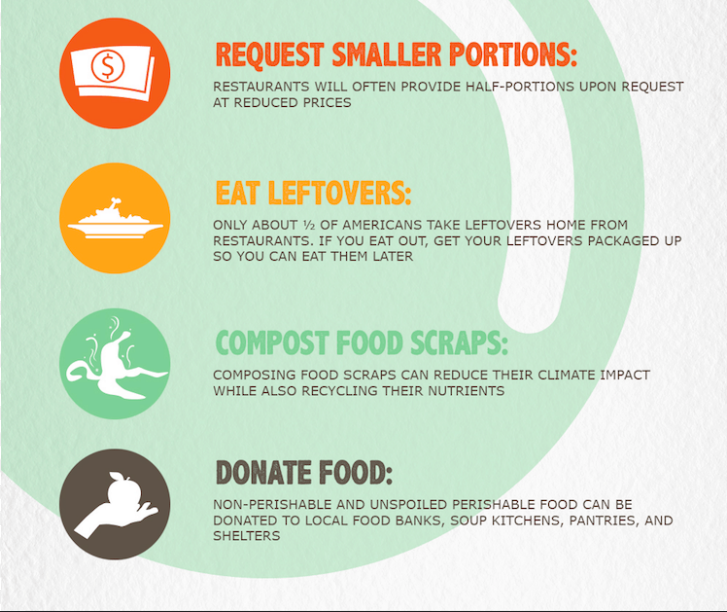 $
REQUEST SMALLER PORTIONS:
RESTAURANTS WILL OFTEN PROVIDE HALF-PORTIONS UPON REQUEST
AT REDUCED PRICES
EAT LEFTOVERS:
ONLY ABOUT ½ OF AMERICANS TAKE LEFTOVERS HOME FROM
RESTAURANTS. IF YOU EAT OUT, GET YOUR LEFTOVERS PACKAGED UP
SO YOU CAN EAT THEM LATER
COMPOST FOOD SCRAPS:
COMPOSING FOOD SCRAPS CAN REDUCE THEIR CLIMATE IMPACT
WHILE ALSO RECYCLING THEIR NUTRIENTS
DONATE FOOD:
NON-PERISHABLE AND UNSPOILED PERISHABLE FOOD CAN BE
DONATED TO LOCAL FOOD BANKS, SOUP KITCHENS, PANTRIES, AND
SHELTERS